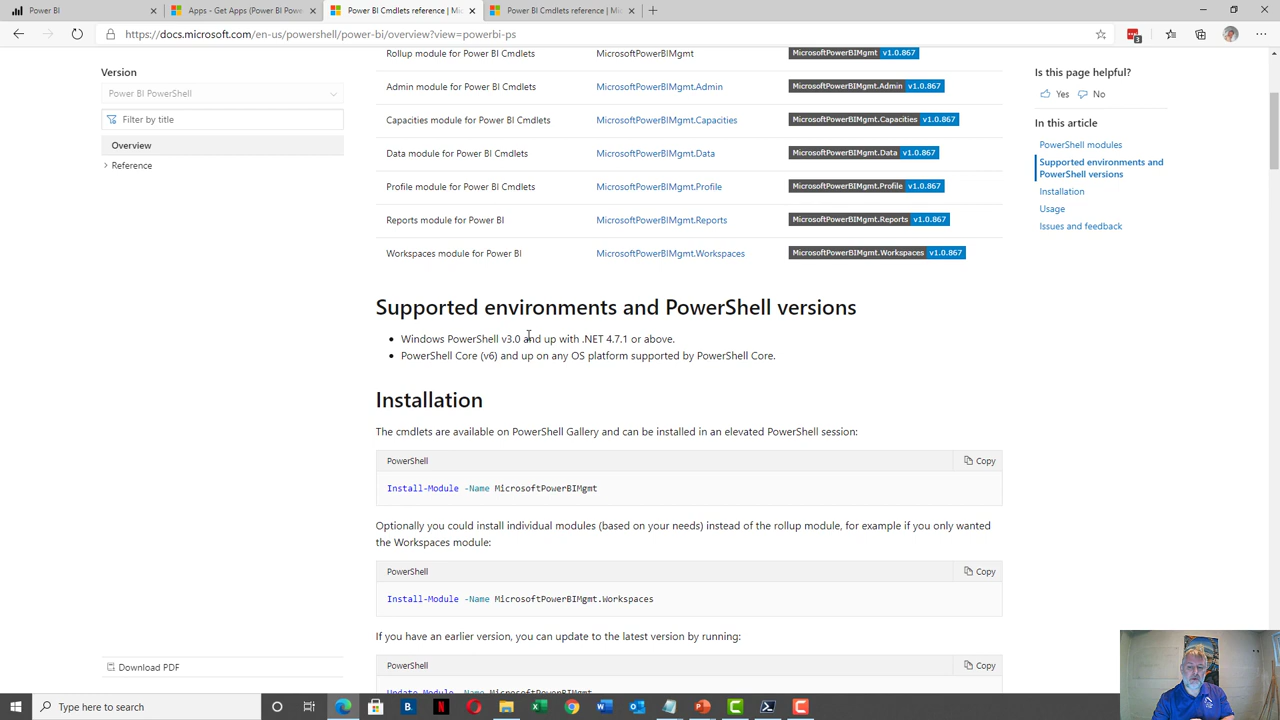 Power BI
Apps - Get Apps (Power BI Powe
Power BI Cmdlets reference | Mic
Power BI Cmdlets reference | Mic
https://docs.microsoft.com/en-us/powershell/power-bi/overview?view=powerbi-ps
3
Version
Power BI PowerShell
Filter by title
Overview
Reference
Download PDF
Rollup module for Power BI Cmdlets MicrosoftPowerBIMgmt MicrosoftPowerBIMgmt v1.0.867
Admin module for Power BI Cmdlets MicrosoftPowerBIMgmt.Admin MicrosoftPowerBIMgmt.Admin v1.0.867
Capacities module for Power BI Cmdlets MicrosoftPowerBIMgmt.Capacities MicrosoftPowerBIMgmt.Capacities v1.0.867
Data module for Power BI Cmdlets MicrosoftPowerBIMgmt.Data MicrosoftPowerBIMgmt.Data v1.0.867
Profile module for Power BI Cmdlets MicrosoftPowerBIMgmt.Profile MicrosoftPowerBIMgmt.Profile v1.0.867
Reports module for Power BI MicrosoftPowerBIMgmt.Reports MicrosoftPowerBIMgmt.Reports v1.0.867
Workspaces module for Power BI MicrosoftPowerBIMgmt.Workspaces MicrosoftPowerBIMgmt.Workspaces v1.0.867
Supported environments and PowerShell versions
• Windows PowerShell v3.0 and up with .NET 4.7.1 or above.
• PowerShell Core (v6) and up on any OS platform supported by PowerShell Core.
Installation
The cmdlets are available on PowerShell Gallery and can be installed in an elevated PowerShell session:
PowerShell Copy
Install-Module -Name MicrosoftPowerBIMgmt
Optionally you could install individual modules (based on your needs) instead of the rollup module, for example if you only wanted
the Workspaces module:
PowerShell Copy
Install-Module -Name MicrosoftPowerBIMgmt.Workspaces
If you have an earlier version, you can update to the latest version by running:
PowerShell Copy
Update-Module -Name MicrosoftPowerBIMgmt
Is this page helpful?
Yes No
In this article
PowerShell modules
Supported environments and
PowerShell versions
Installation
Usage
Issues and feedback
Type here to search